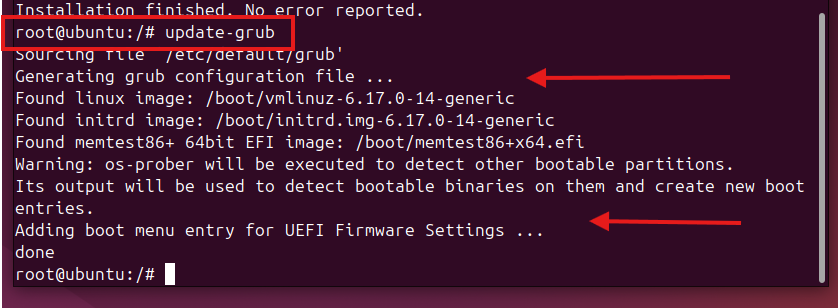 Installation finished. No error reported.
root@ubuntu:/# update-grub
Sourcing file `/etc/default/grub'
Generating grub configuration file ...
Found linux image: /boot/vmlinuz-6.17.0-14-generic
Found initrd image: /boot/initrd.img-6.17.0-14-generic
Found memtest86+ 64bit EFI image: /boot/memtest86+x64.efi
Warning: os-prober will be executed to detect other bootable partitions.
Its output will be used to detect bootable binaries on them and create new boot
entries.
Adding boot menu entry for UEFI Firmware Settings ...
done
root@ubuntu:/#